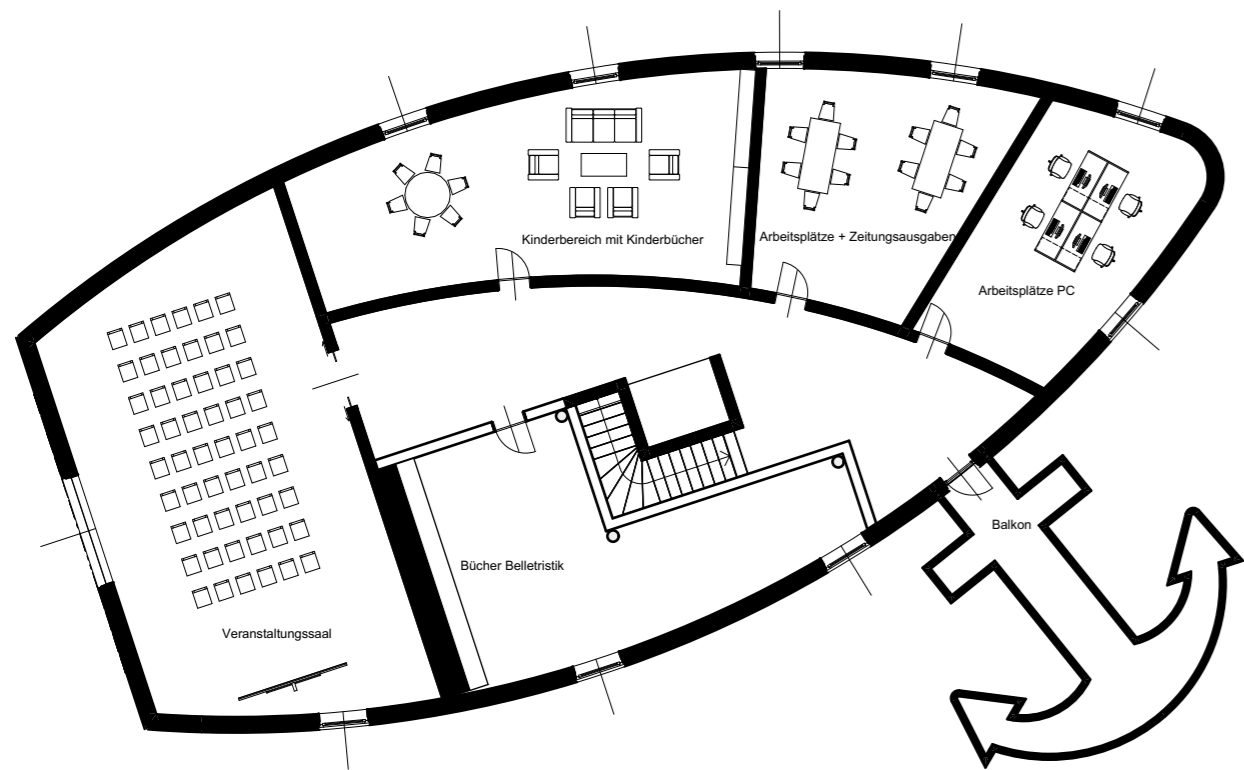 Kinderbereich mit Kinderbücher
Arbeitsplätze + Zeitungsausgaben
Arbeitsplätze PC
Balkon
Bücher Belletristik
Veranstaltungssaal